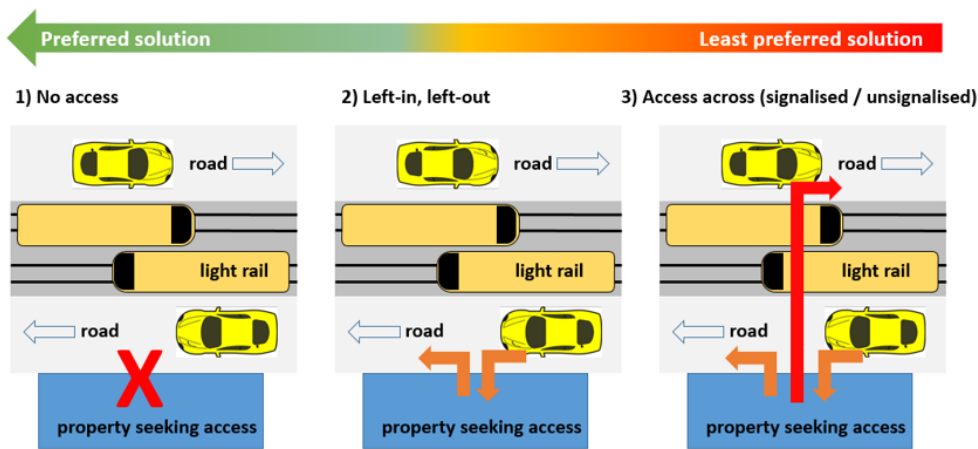 Preferred solution
Least preferred solution
1) No access
2) Left-in, left-out
3) Access across (signalised / unsignalised)
road
road
road
light rail
light rail
light rail
road
road
road
X
property seeking access
property seeking access
property seeking access